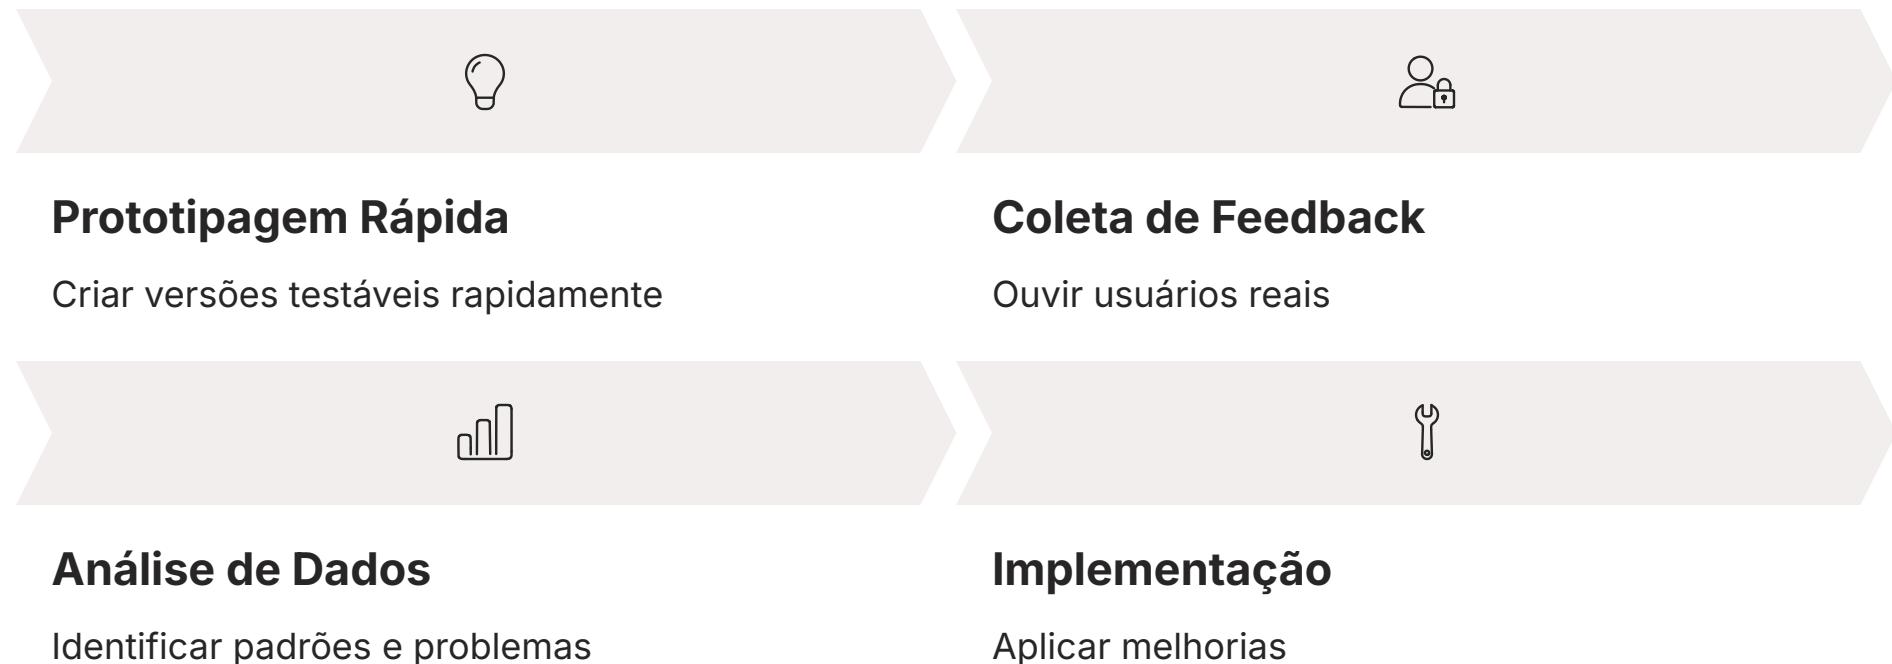 Prototipagem Rápida
Criar versões testáveis rapidamente
Coleta de Feedback
Ouvir usuários reais
Análise de Dados
Identificar padrões e problemas
Implementação
Aplicar melhorias